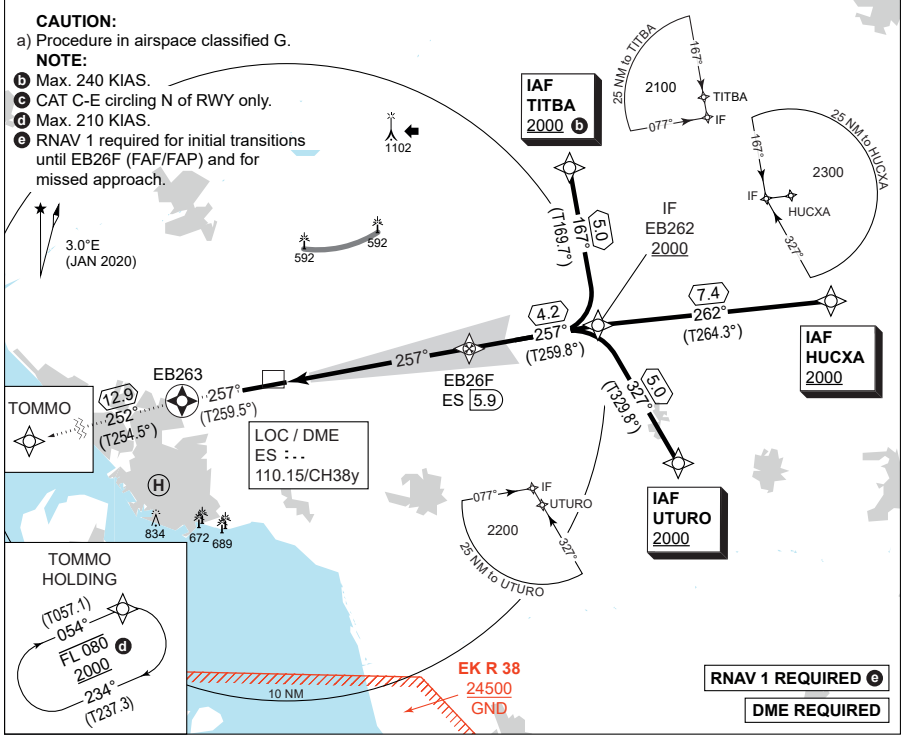 CAUTION:
a) Procedure in airspace classified G.
NOTE:
b Max. 240 KIAS.
c CAT C-E circling N of RWY only.
d Max. 210 KIAS.
e RNAV 1 required for initial transitions
until EB26F (FAF/FAP) and for
missed approach.
3.0°E
(JAN 2020)
1102
592
592
IAF
TITBA
2000 b
25 NM to TITBA
167°
2100
TITBA
077°
IF
25 NM to HUCXA
167°
2300
IF
HUCXA
327°
5.0
167°
(T169.7°)
IF
EB262
2000
7.4
262°
(T264.3°)
IAF
HUCXA
2000
4.2
257°
(T259.8°)
257°
EB26F
ES 5.9
5.0
327°
(T329.8°)
IAF
UTURO
2000
EB263
257°
(T259.5°)
12.9
252°
(T254.5°)
TOMMO
LOC / DME
ES : . .
110.15/CH38y
H
834
672
689
077°
IF
UTURO
2200
327°
25 NM to UTURO
TOMMO
HOLDING
(T057.1)
054°
FL 080 d
2000
234°
(T237.3)
10 NM
EK R 38
24500
GND
RNAV 1 REQUIRED e
DME REQUIRED